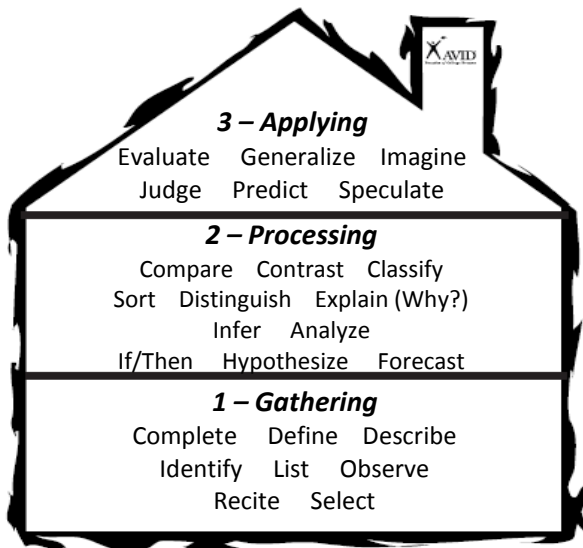 AVID
3 – Applying
Evaluate Generalize Imagine
Judge Predict Speculate
2 – Processing
Compare Contrast Classify
Sort Distinguish Explain (Why?)
Infer Analyze
If/Then Hypothesize Forecast
1 – Gathering
Complete Define Describe
Identify List Observe
Recite Select